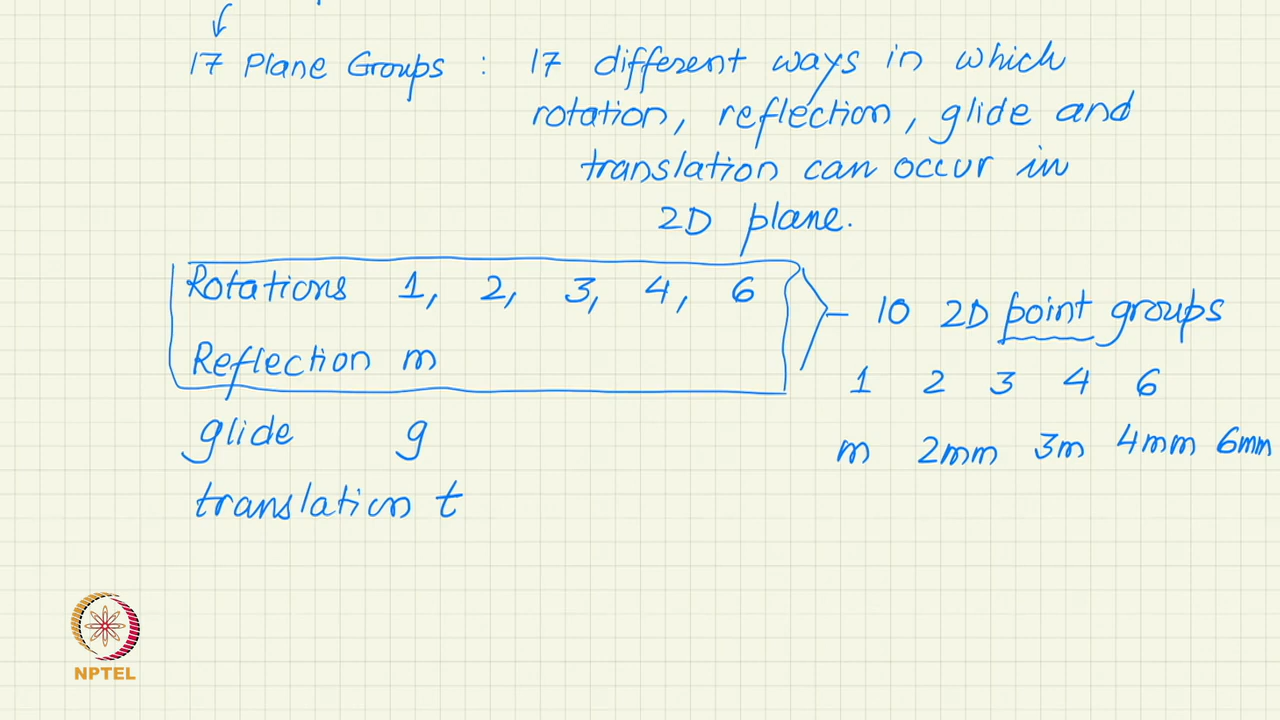 17 Plane Groups : 17 different ways in which
rotation, reflection, glide and
translation can occur in
2D plane.
Rotations 1, 2, 3, 4, 6
Reflection m
glide g
translation t
10 2D point groups
1 2 3 4 6
m 2mm 3m 4mm 6mm
NPTEL